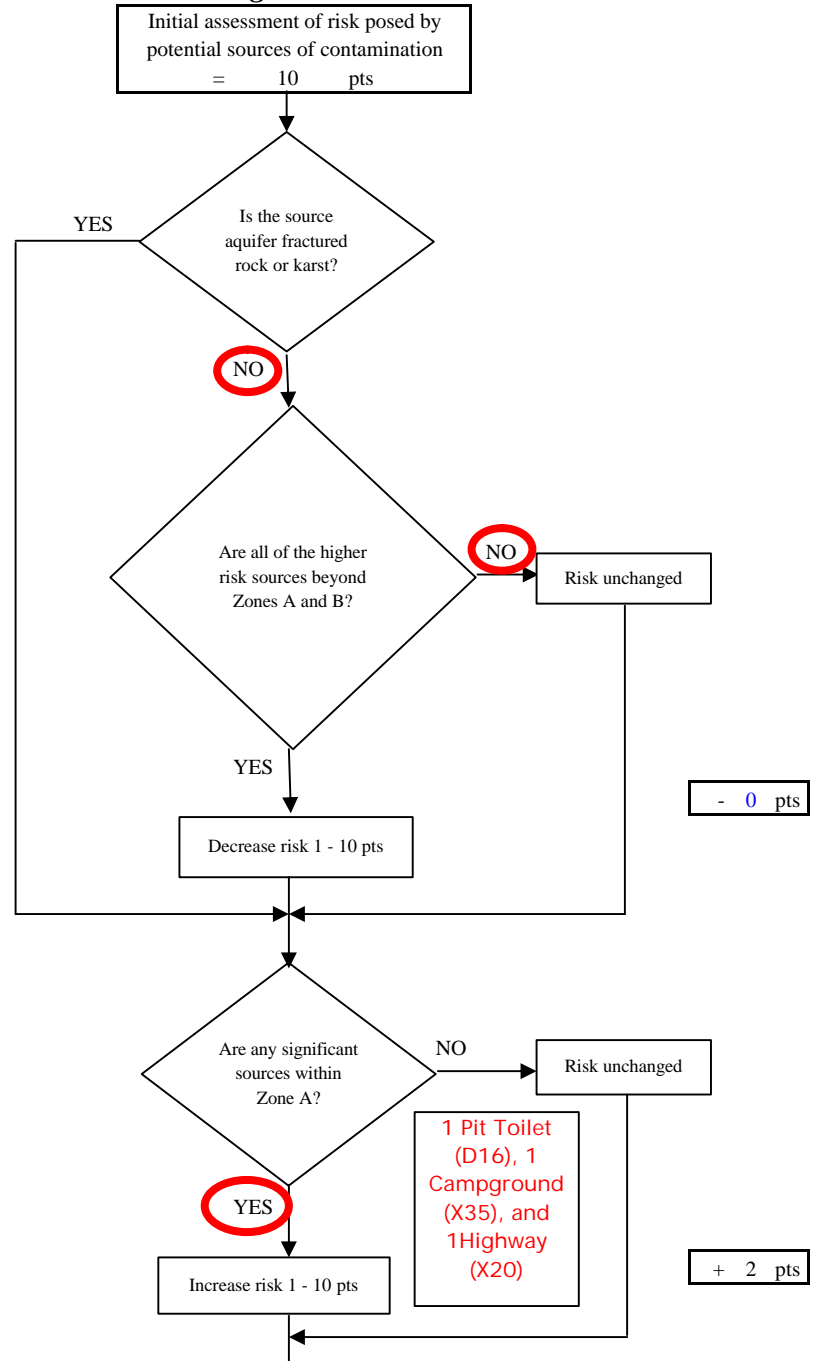 Initial assessment of risk posed by
potential sources of contamination
= 10 pts
YES
Is the source
aquifer fractured
rock or karst?
NO
Are all of the higher
risk sources beyond
Zones A and B?
NO
Risk unchanged
YES
- 0 pts
Decrease risk 1 - 10 pts
Are any significant
sources within
Zone A?
NO
Risk unchanged
1 Pit Toilet
(D16), 1
Campground
(X35), and
1Highway
(X20)
YES
+ 2 pts
Increase risk 1 - 10 pts